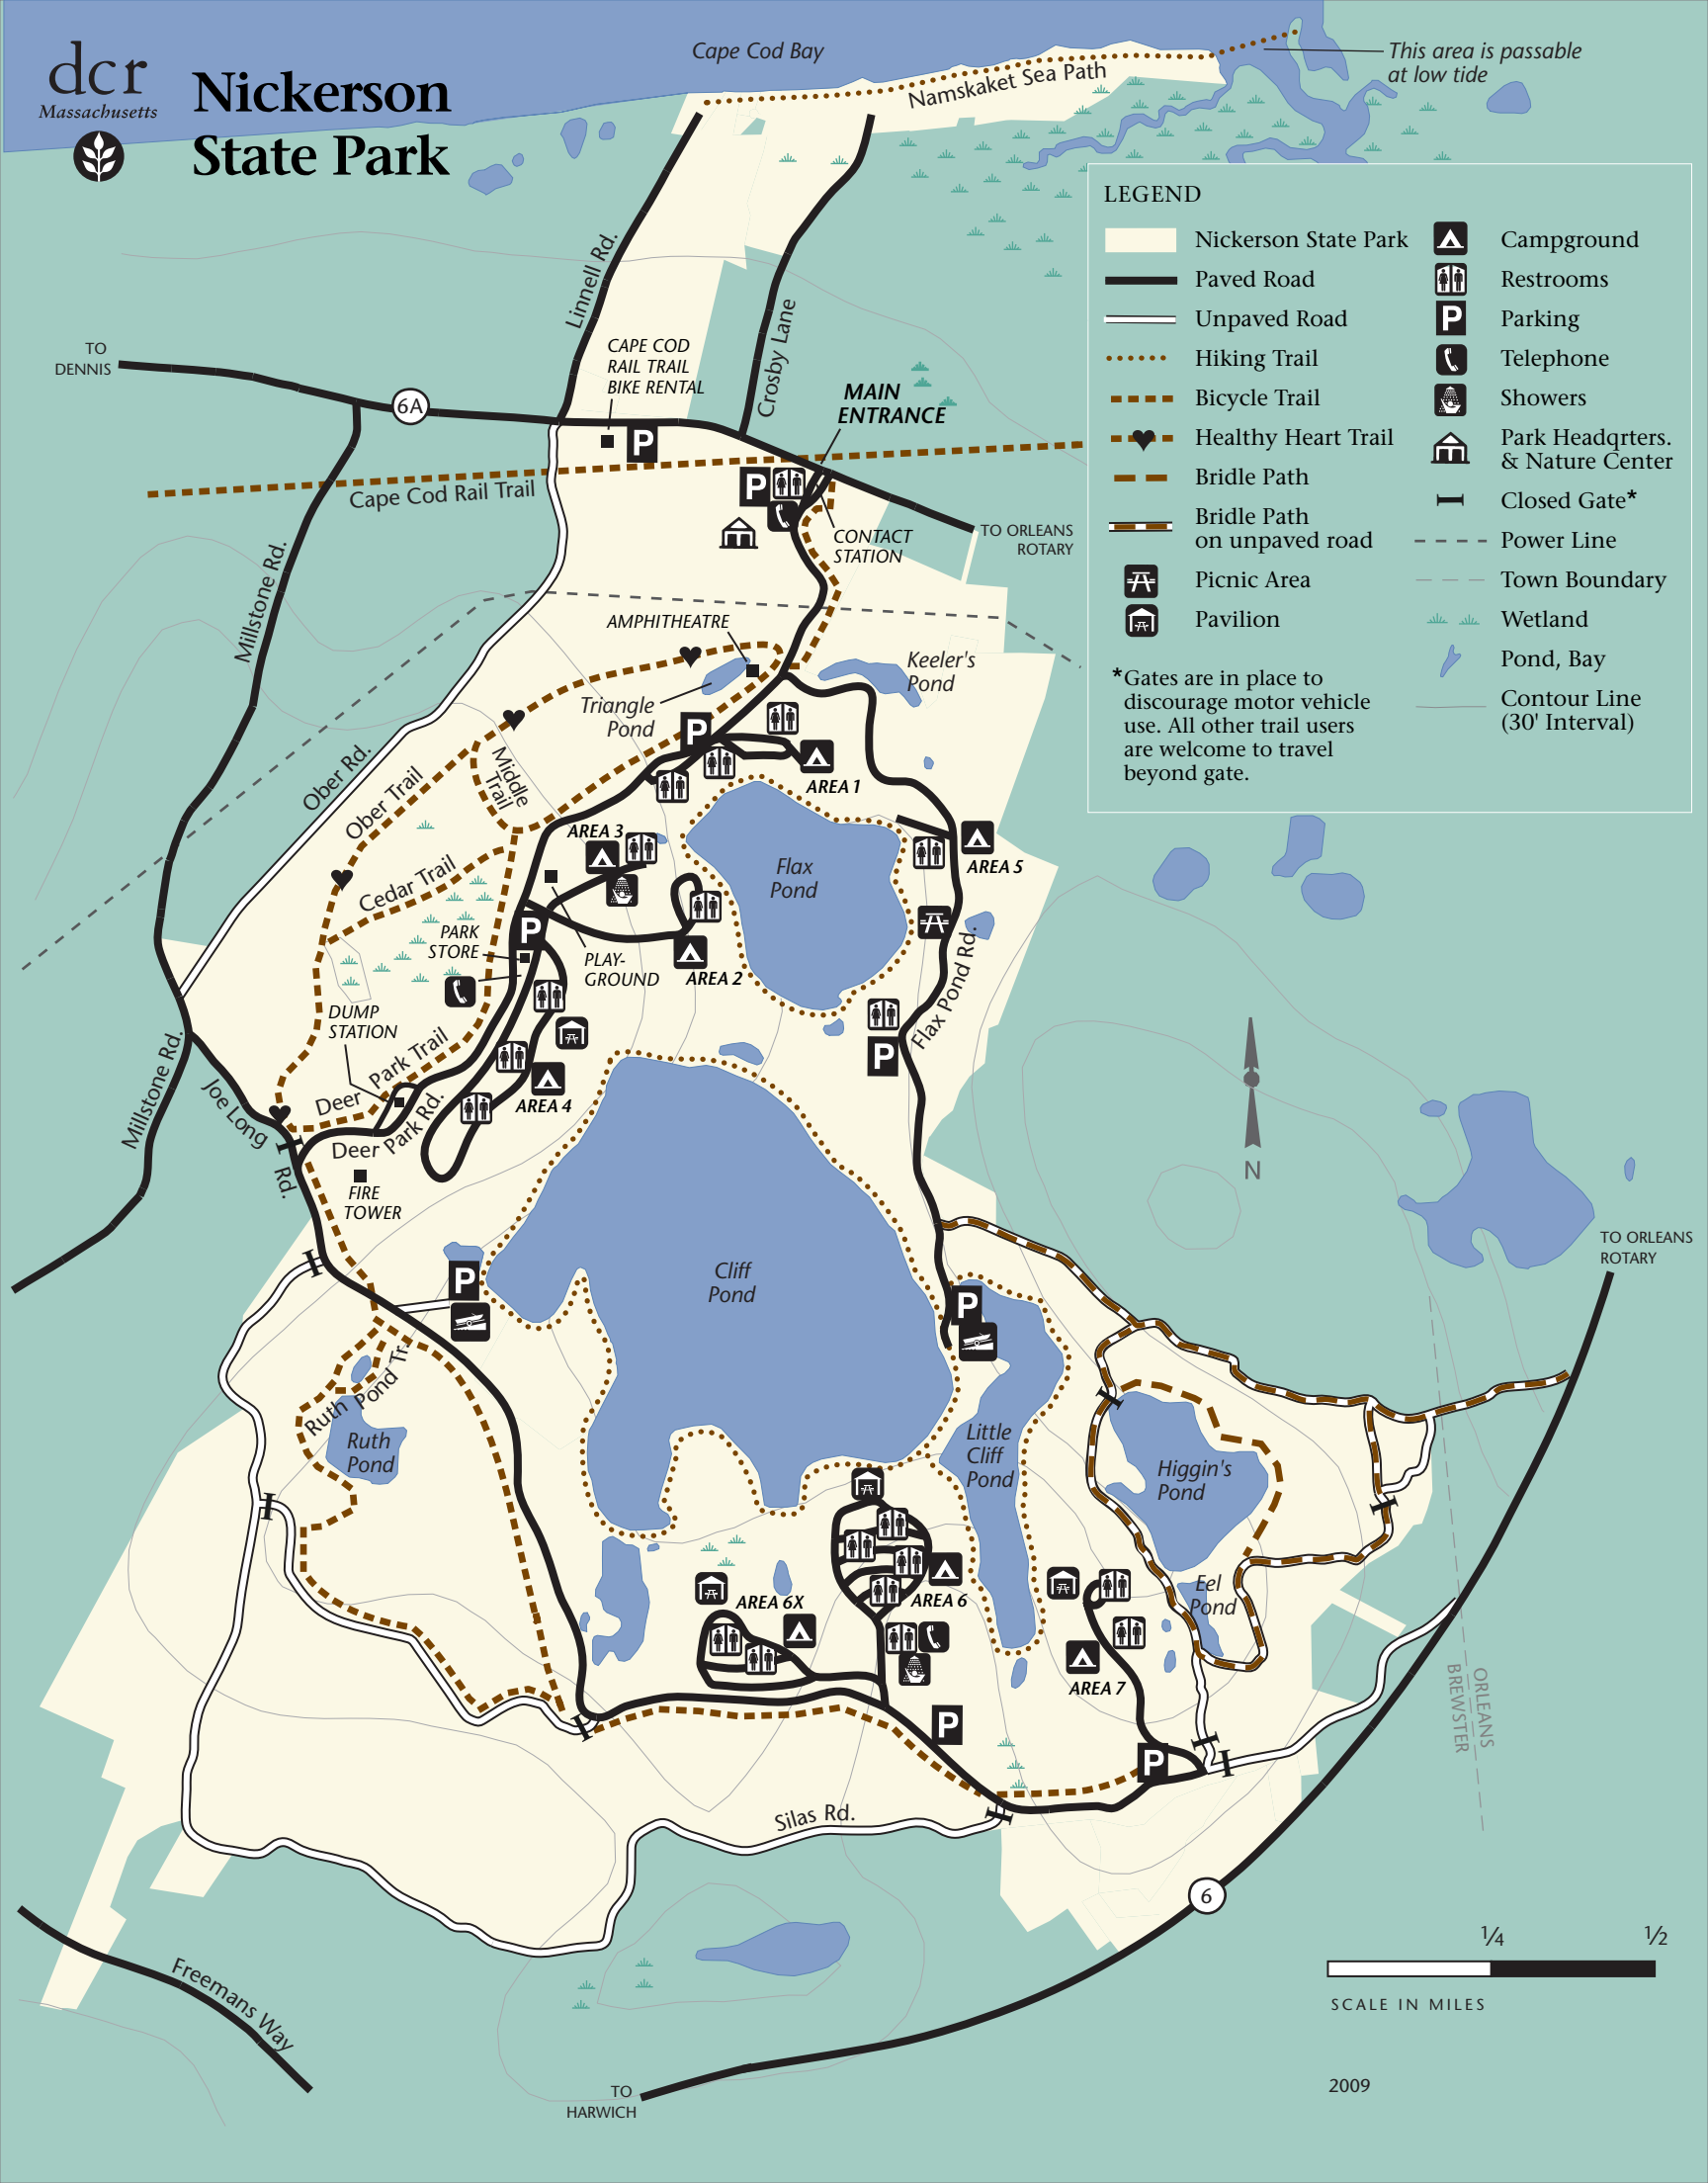 dcr
Massachusetts
Nickerson
State Park
Cape Cod Bay
Namskaket Sea Path
This area is passable
at low tide
LEGEND
Nickerson State Park
Paved Road
Unpaved Road
Hiking Trail
Bicycle Trail
Healthy Heart Trail
Bridle Path
Bridle Path
on unpaved road
Picnic Area
Pavilion
Campground
Restrooms
P Parking
Telephone
Showers
Park Headqrters.
& Nature Center
Closed Gate*
Power Line
Town Boundary
Wetland
Pond, Bay
Contour Line
(30' Interval)
*Gates are in place to
discourage motor vehicle
use. All other trail users
are welcome to travel
beyond gate.
Linnell Rd.
Crosby Lane
TO
DENNIS
6A
CAPE COD
RAIL TRAIL
BIKE RENTAL
P
MAIN
ENTRANCE
Cape Cod Rail Trail
P
CONTACT
STATION
TO ORLEANS
ROTARY
Millstone Rd.
AMPHITHEATRE
Keeler's
Pond
Triangle
Pond
P
Middle
Trail
AREA 1
Ober Rd.
Ober Trail
AREA 3
Cedar Trail
Flax
Pond
AREA 5
PARK
STORE
P
PLAY-
GROUND
AREA 2
Flax Pond Rd.
DUMP
STATION
P
Deer Park Trail
AREA 4
Millstone Rd.
Joe Long Rd.
Deer Park Rd.
FIRE
TOWER
N
TO ORLEANS
ROTARY
P
Cliff
Pond
P
Ruth Pond Tr.
Ruth
Pond
Little
Cliff
Pond
Higgin's
Pond
Eel
Pond
AREA 6X
AREA 6
AREA 7
P
P
ORLEANS
BREWSTER
Silas Rd.
6
Freemans Way
TO
HARWICH
¼
½
SCALE IN MILES
2009